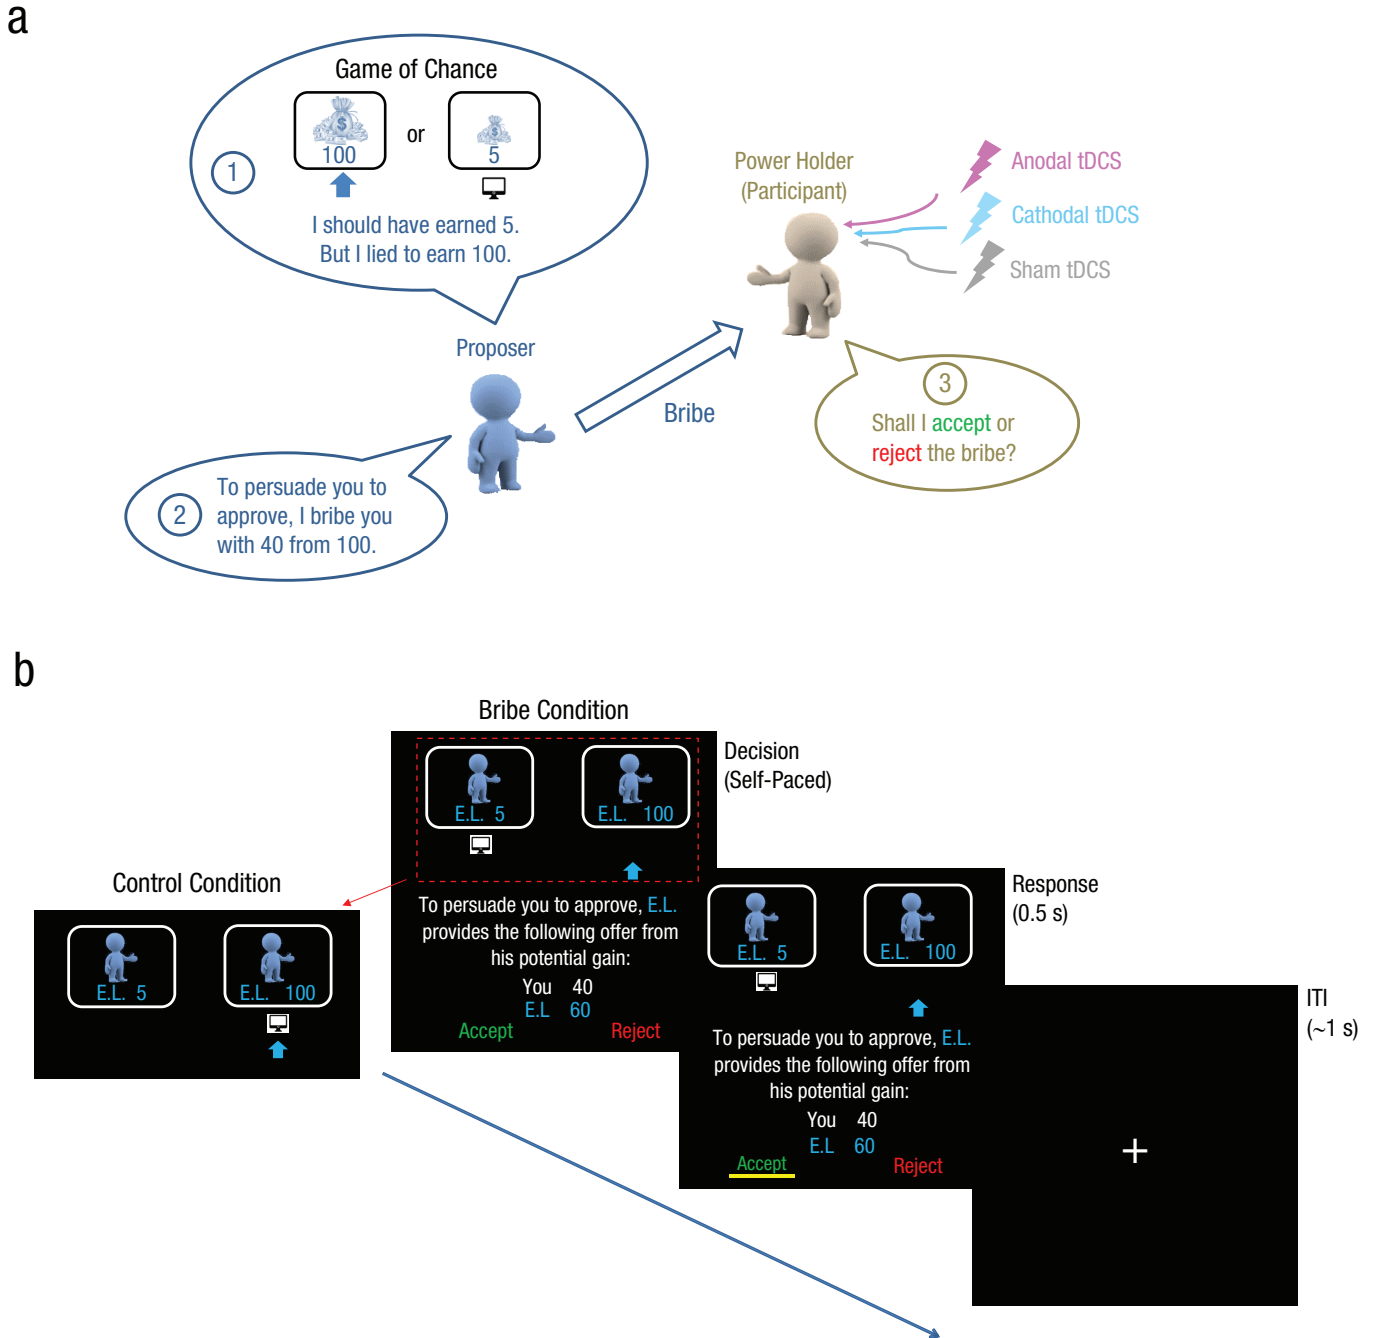 a
Game of Chance
100
or
5
1
I should have earned 5.
But I lied to earn 100.
Proposer
2
To persuade you to
approve, I bribe you
with 40 from 100.
Bribe
Power Holder
(Participant)
Anodal tDCS
Cathodal tDCS
Sham tDCS
3
Shall I accept or
reject the bribe?
b
Control Condition
E.L. 5
E.L. 100
Bribe Condition
E.L. 5
E.L. 100
To persuade you to approve, E.L.
provides the following offer from
his potential gain:
You 40
E.L 60
Accept Reject
Decision
(Self-Paced)
E.L. 5
E.L. 100
To persuade you to approve, E.L.
provides the following offer from
his potential gain:
You 40
E.L 60
Accept Reject
Response
(0.5 s)
+
ITI
(~1 s)